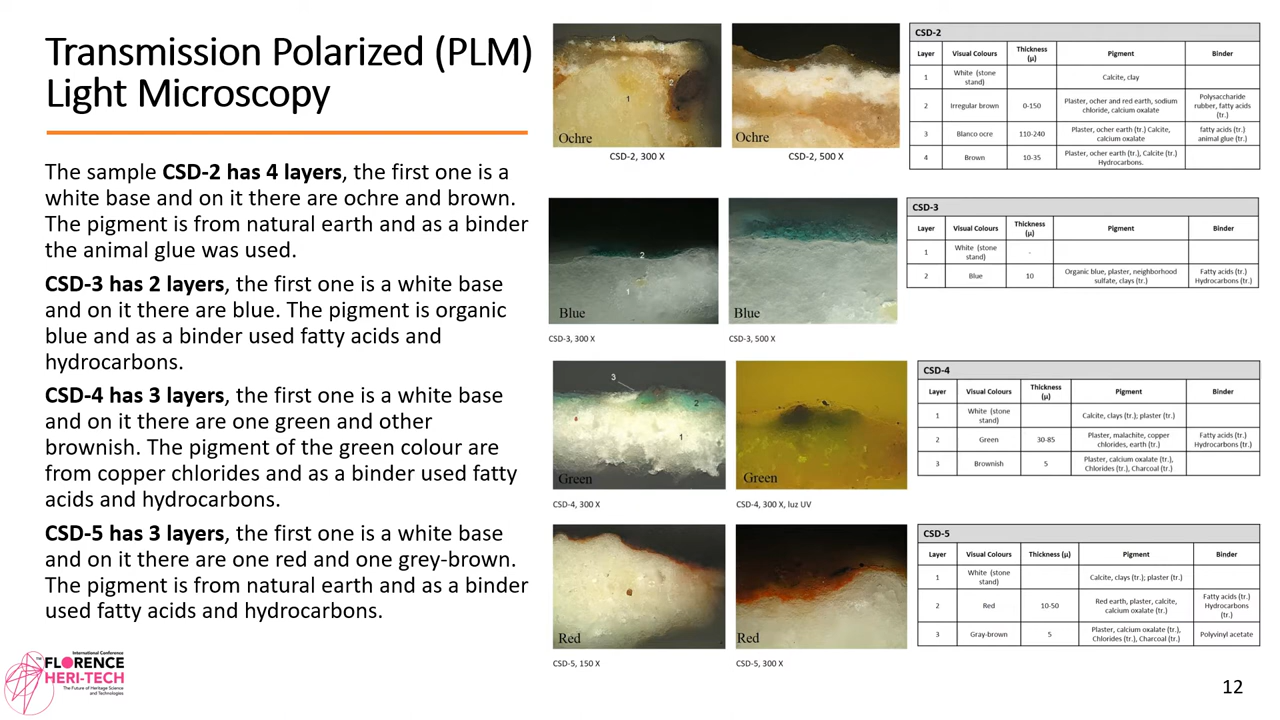 Transmission Polarized (PLM)
Light Microscopy
The sample CSD-2 has 4 layers, the first one is a
white base and on it there are ochre and brown.
The pigment is from natural earth and as a binder
the animal glue was used.
CSD-3 has 2 layers, the first one is a white base
and on it there are blue. The pigment is organic
blue and as a binder used fatty acids and
hydrocarbons.
CSD-4 has 3 layers, the first one is a white base
and on it there are one green and other
brownish. The pigment of the green colour are
from copper chlorides and as a binder used fatty
acids and hydrocarbons.
CSD-5 has 3 layers, the first one is a white base
and on it there are one red and one grey-brown.
The pigment is from natural earth and as a binder
used fatty acids and hydrocarbons.
International Conference
THE FLORENCE
HERI-TECH
The Future of Heritage Science
and Technologies
4
2
1
Ochre
Ochre
CSD-2, 300 X
CSD-2, 500 X
2
1
Blue
Blue
CSD-3, 300 X
CSD-3, 500 X
3
2
1
Green
Green
CSD-4, 300 X
CSD-4, 300 X, luz UV
Red
Red
CSD-5, 150 X
CSD-5, 300 X
CSD-2
Layer Visual Colours Thickness (μ) Pigment Binder
1 White (stone stand) Calcite, clay
2 Irregular brown 0-150 Plaster, ocher and red earth, sodium chloride, calcium oxalate Polysaccharide rubber, fatty acids (tr.)
3 Blanco ocre 110-240 Plaster, ocher earth (tr.) Calcite, calcium oxalate fatty acids (tr.) animal glue (tr.)
4 Brown 10-35 Plaster, ocher earth (tr.), Calcite (tr.) Hydrocarbons.
CSD-3
Layer Visual Colours Thickness (μ) Pigment Binder
1 White (stone stand) -
2 Blue 10 Organic blue, plaster, neighborhood sulfate, clays (tr.) Fatty acids (tr.) Hydrocarbons (tr.)
CSD-4
Layer Visual Colours Thickness (μ) Pigment Binder
1 White (stone stand) Calcite, clays (tr.); plaster (tr.)
2 Green 30-85 Plaster, malachite, copper chlorides, earth (tr.) Fatty acids (tr.) Hydrocarbons (tr.)
3 Brownish 5 Plaster, calcium oxalate (tr.), Chlorides (tr.), Charcoal (tr.)
CSD-5
Layer Visual Colours Thickness (μ) Pigment Binder
1 White (stone stand) Calcite, clays (tr.); plaster (tr.)
2 Red 10-50 Red earth, plaster, calcite, calcium oxalate (tr.) Fatty acids (tr.) Hydrocarbons (tr.)
3 Gray-brown 5 Plaster, calcium oxalate (tr.), Chlorides (tr.), Charcoal (tr.) Polyvinyl acetate
12